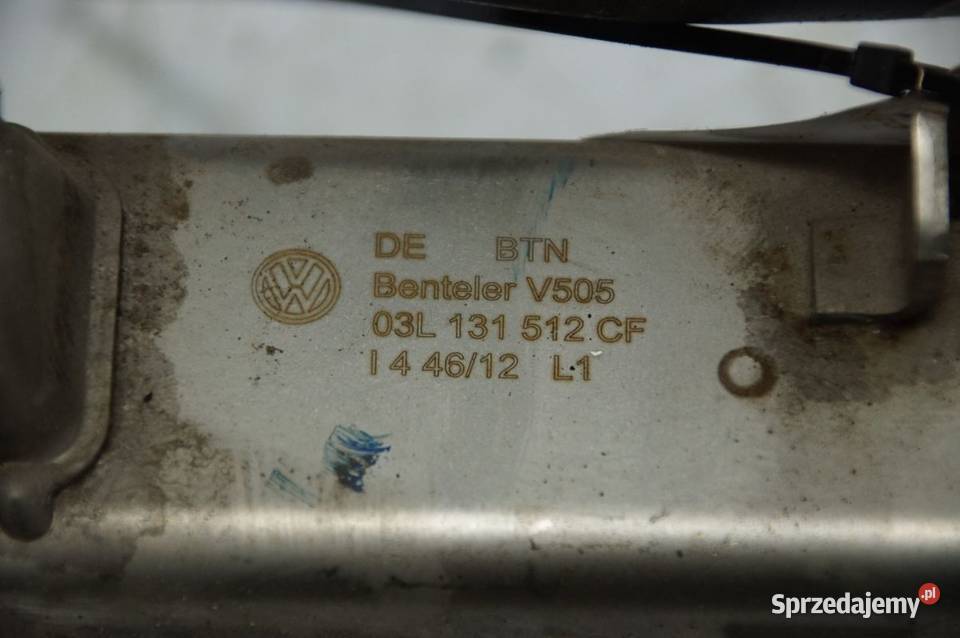 DE BTN
Benteler V505
03L 131 512 CF
I 4 46/12 L1
Sprzedajemy.pl